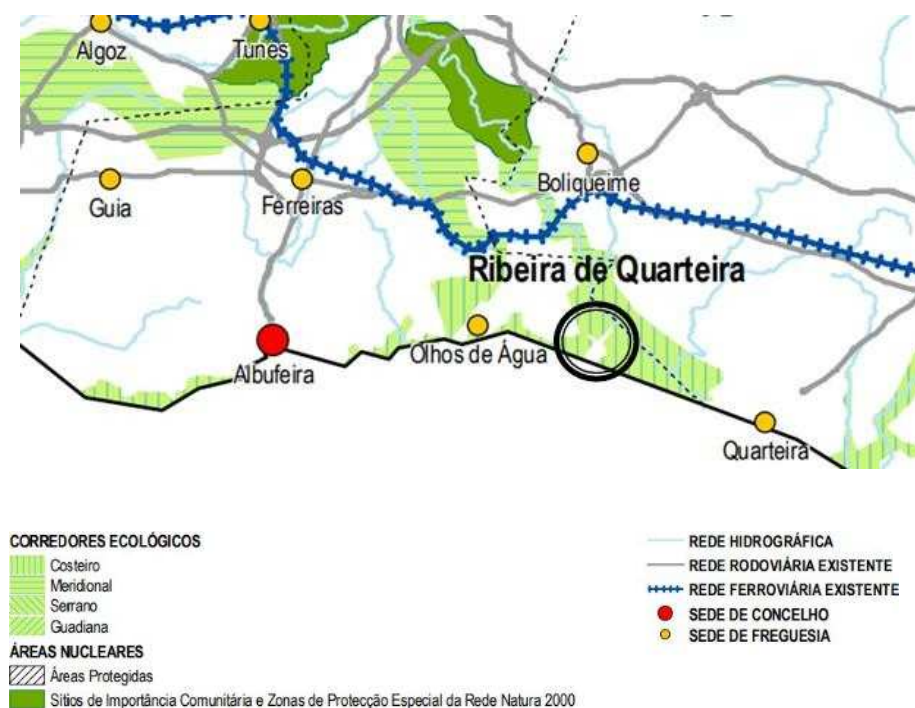 Algoz
Tunes
Boliqueime
Guia
Ferreiras
Ribeira de Quarteira
Olhos de Água
Albufeira
Quarteira
CORREDORES ECOLÓGICOS
Costeiro
Meridional
Serrano
Guadiana
ÁREAS NUCLEARES
Áreas Protegidas
Sítios de Importância Comunitária e Zonas de Protecção Especial da Rede Natura 2000
REDE HIDROGRÁFICA
REDE RODOVIÁRIA EXISTENTE
REDE FERROVIÁRIA EXISTENTE
SEDE DE CONCELHO
SEDE DE FREGUESIA